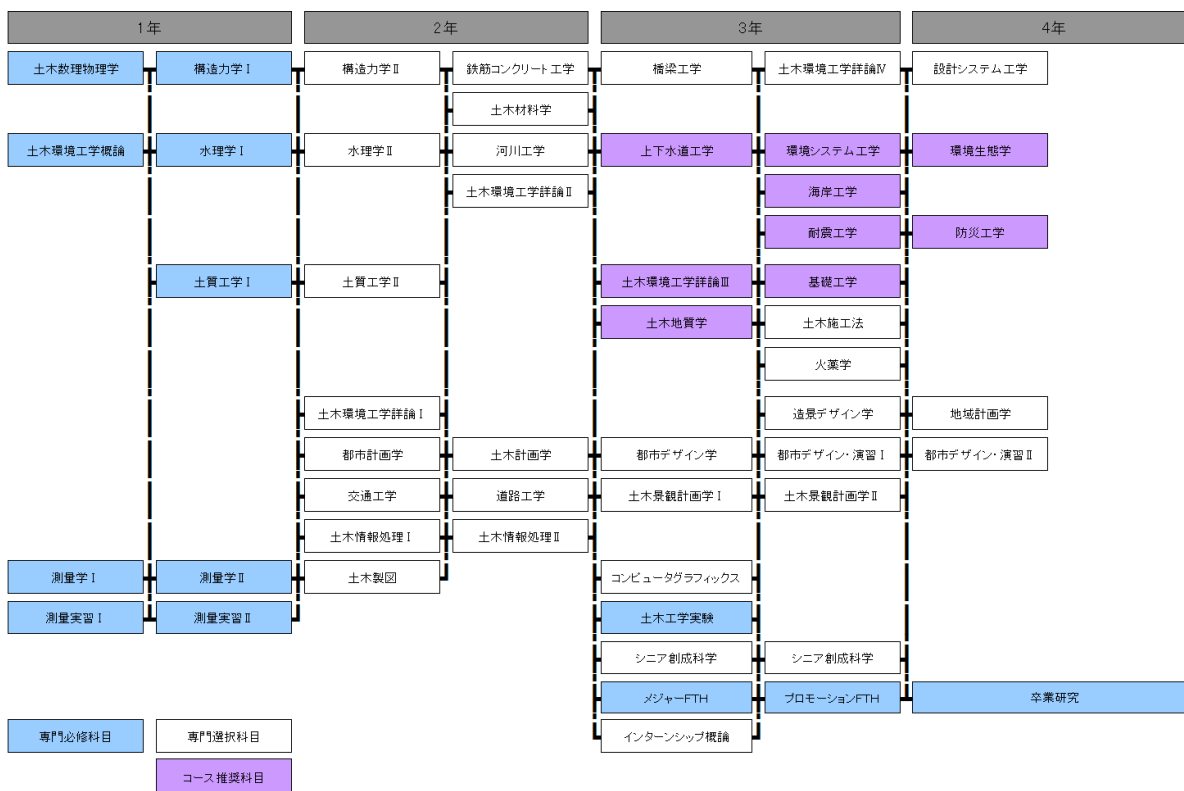 1年
2年
3年
4年
土木数理物理学
構造力学Ⅰ
構造力学Ⅱ
鉄筋コンクリート工学
橋梁工学
土木環境工学詳論Ⅳ
設計システム工学
土木材料学
土木環境工学概論
水理学Ⅰ
水理学Ⅱ
河川工学
上下水道工学
環境システム工学
環境生態学
土木環境工学詳論Ⅱ
海岸工学
耐震工学
防災工学
土質工学Ⅰ
土質工学Ⅱ
土木環境工学詳論Ⅲ
基礎工学
土木地質学
土木施工法
火薬学
土木環境工学詳論Ⅰ
造景デザイン学
地域計画学
都市計画学
土木計画学
都市デザイン学
都市デザイン・演習Ⅰ
都市デザイン・演習Ⅱ
交通工学
道路工学
土木景観計画学Ⅰ
土木景観計画学Ⅱ
土木情報処理Ⅰ
土木情報処理Ⅱ
測量学Ⅰ
測量学Ⅱ
土木製図
コンピュータグラフィックス
測量実習Ⅰ
測量実習Ⅱ
土木工学実験
シニア創成科学
シニア創成科学
メジャーFTH
プロモーションFTH
卒業研究
専門必修科目
専門選択科目
インターンシップ概論
コース推奨科目